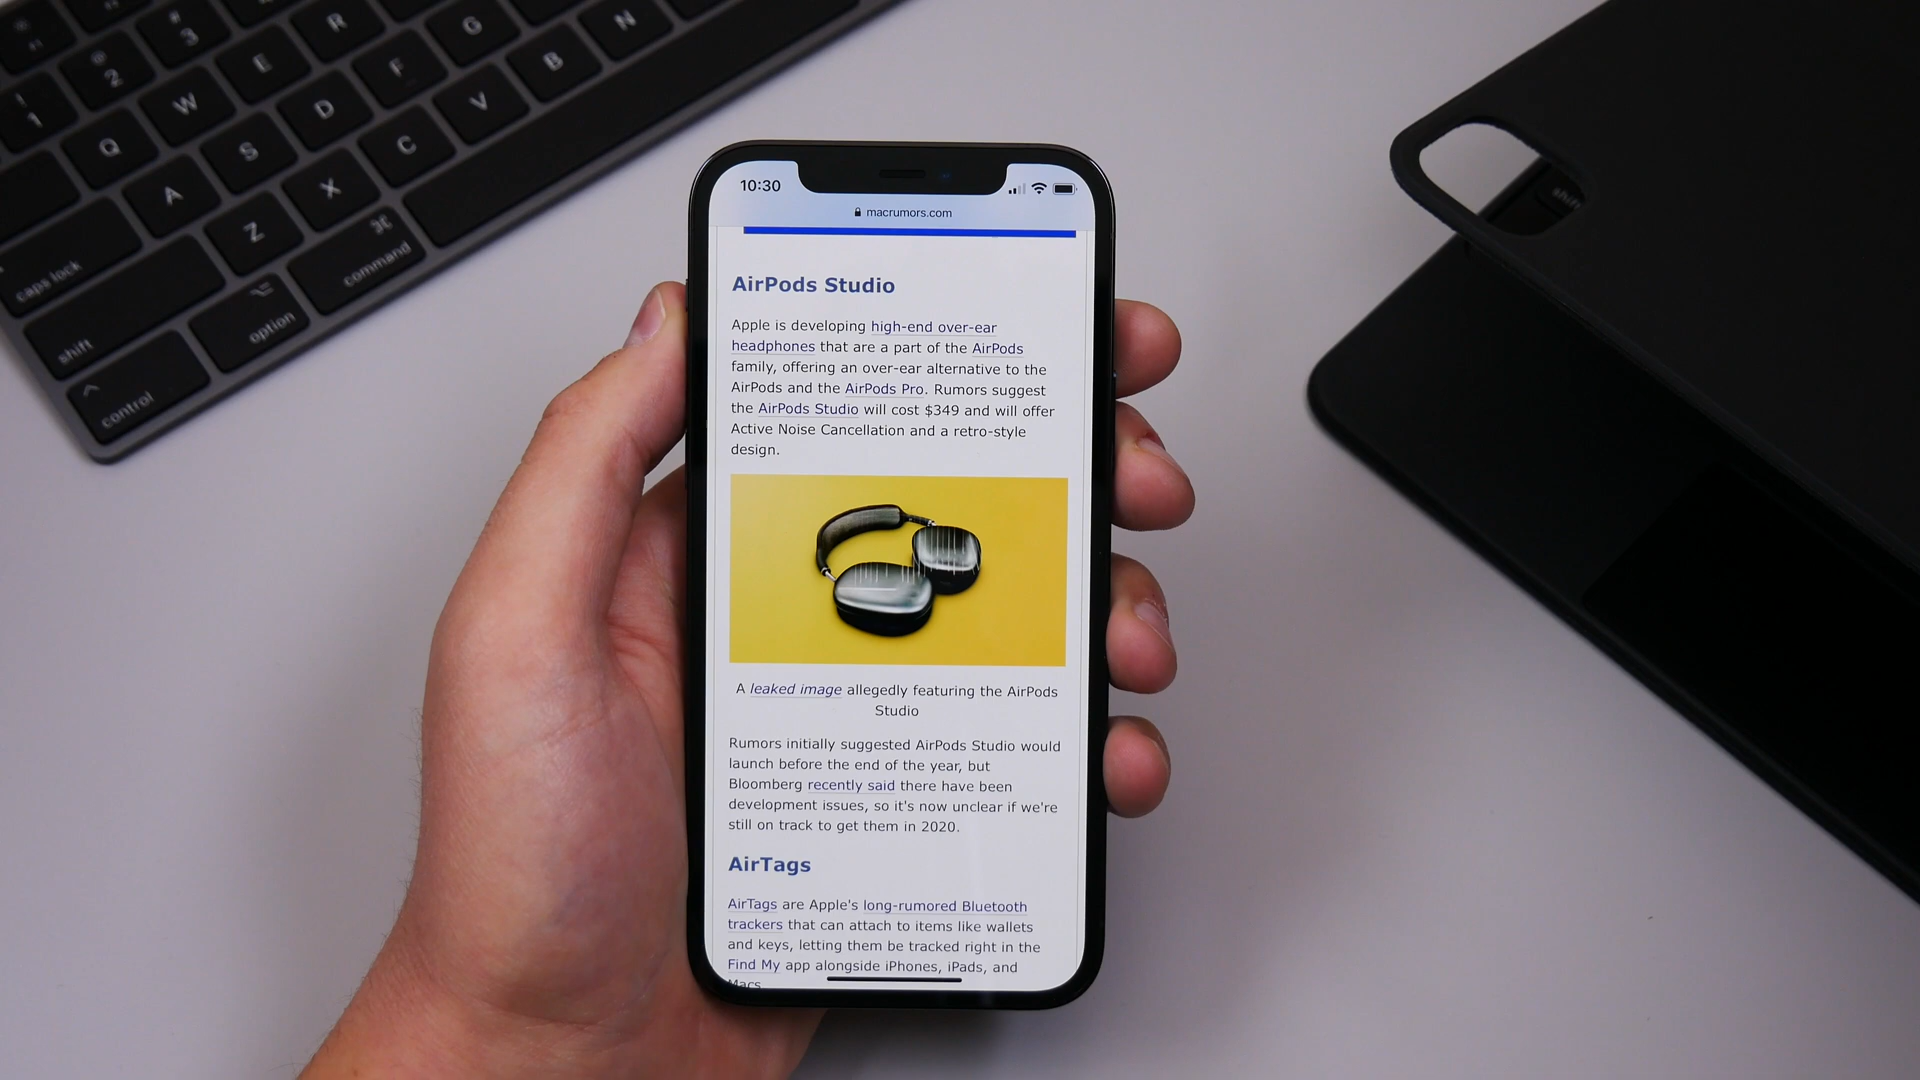 3 R G N
1 2 E F B
W D V
Q S C
A X
Z ⌘
caps lock command
⌥
shift option
^
control
shift
10:30
macrumors.com
AirPods Studio
Apple is developing high-end over-ear
headphones that are a part of the AirPods
family, offering an over-ear alternative to the
AirPods and the AirPods Pro. Rumors suggest
the AirPods Studio will cost $349 and will offer
Active Noise Cancellation and a retro-style
design.
A leaked image allegedly featuring the AirPods
Studio
Rumors initially suggested AirPods Studio would
launch before the end of the year, but
Bloomberg recently said there have been
development issues, so it's now unclear if we're
still on track to get them in 2020.
AirTags
AirTags are Apple's long-rumored Bluetooth
trackers that can attach to items like wallets
and keys, letting them be tracked right in the
Find My app alongside iPhones, iPads, and
Macs.